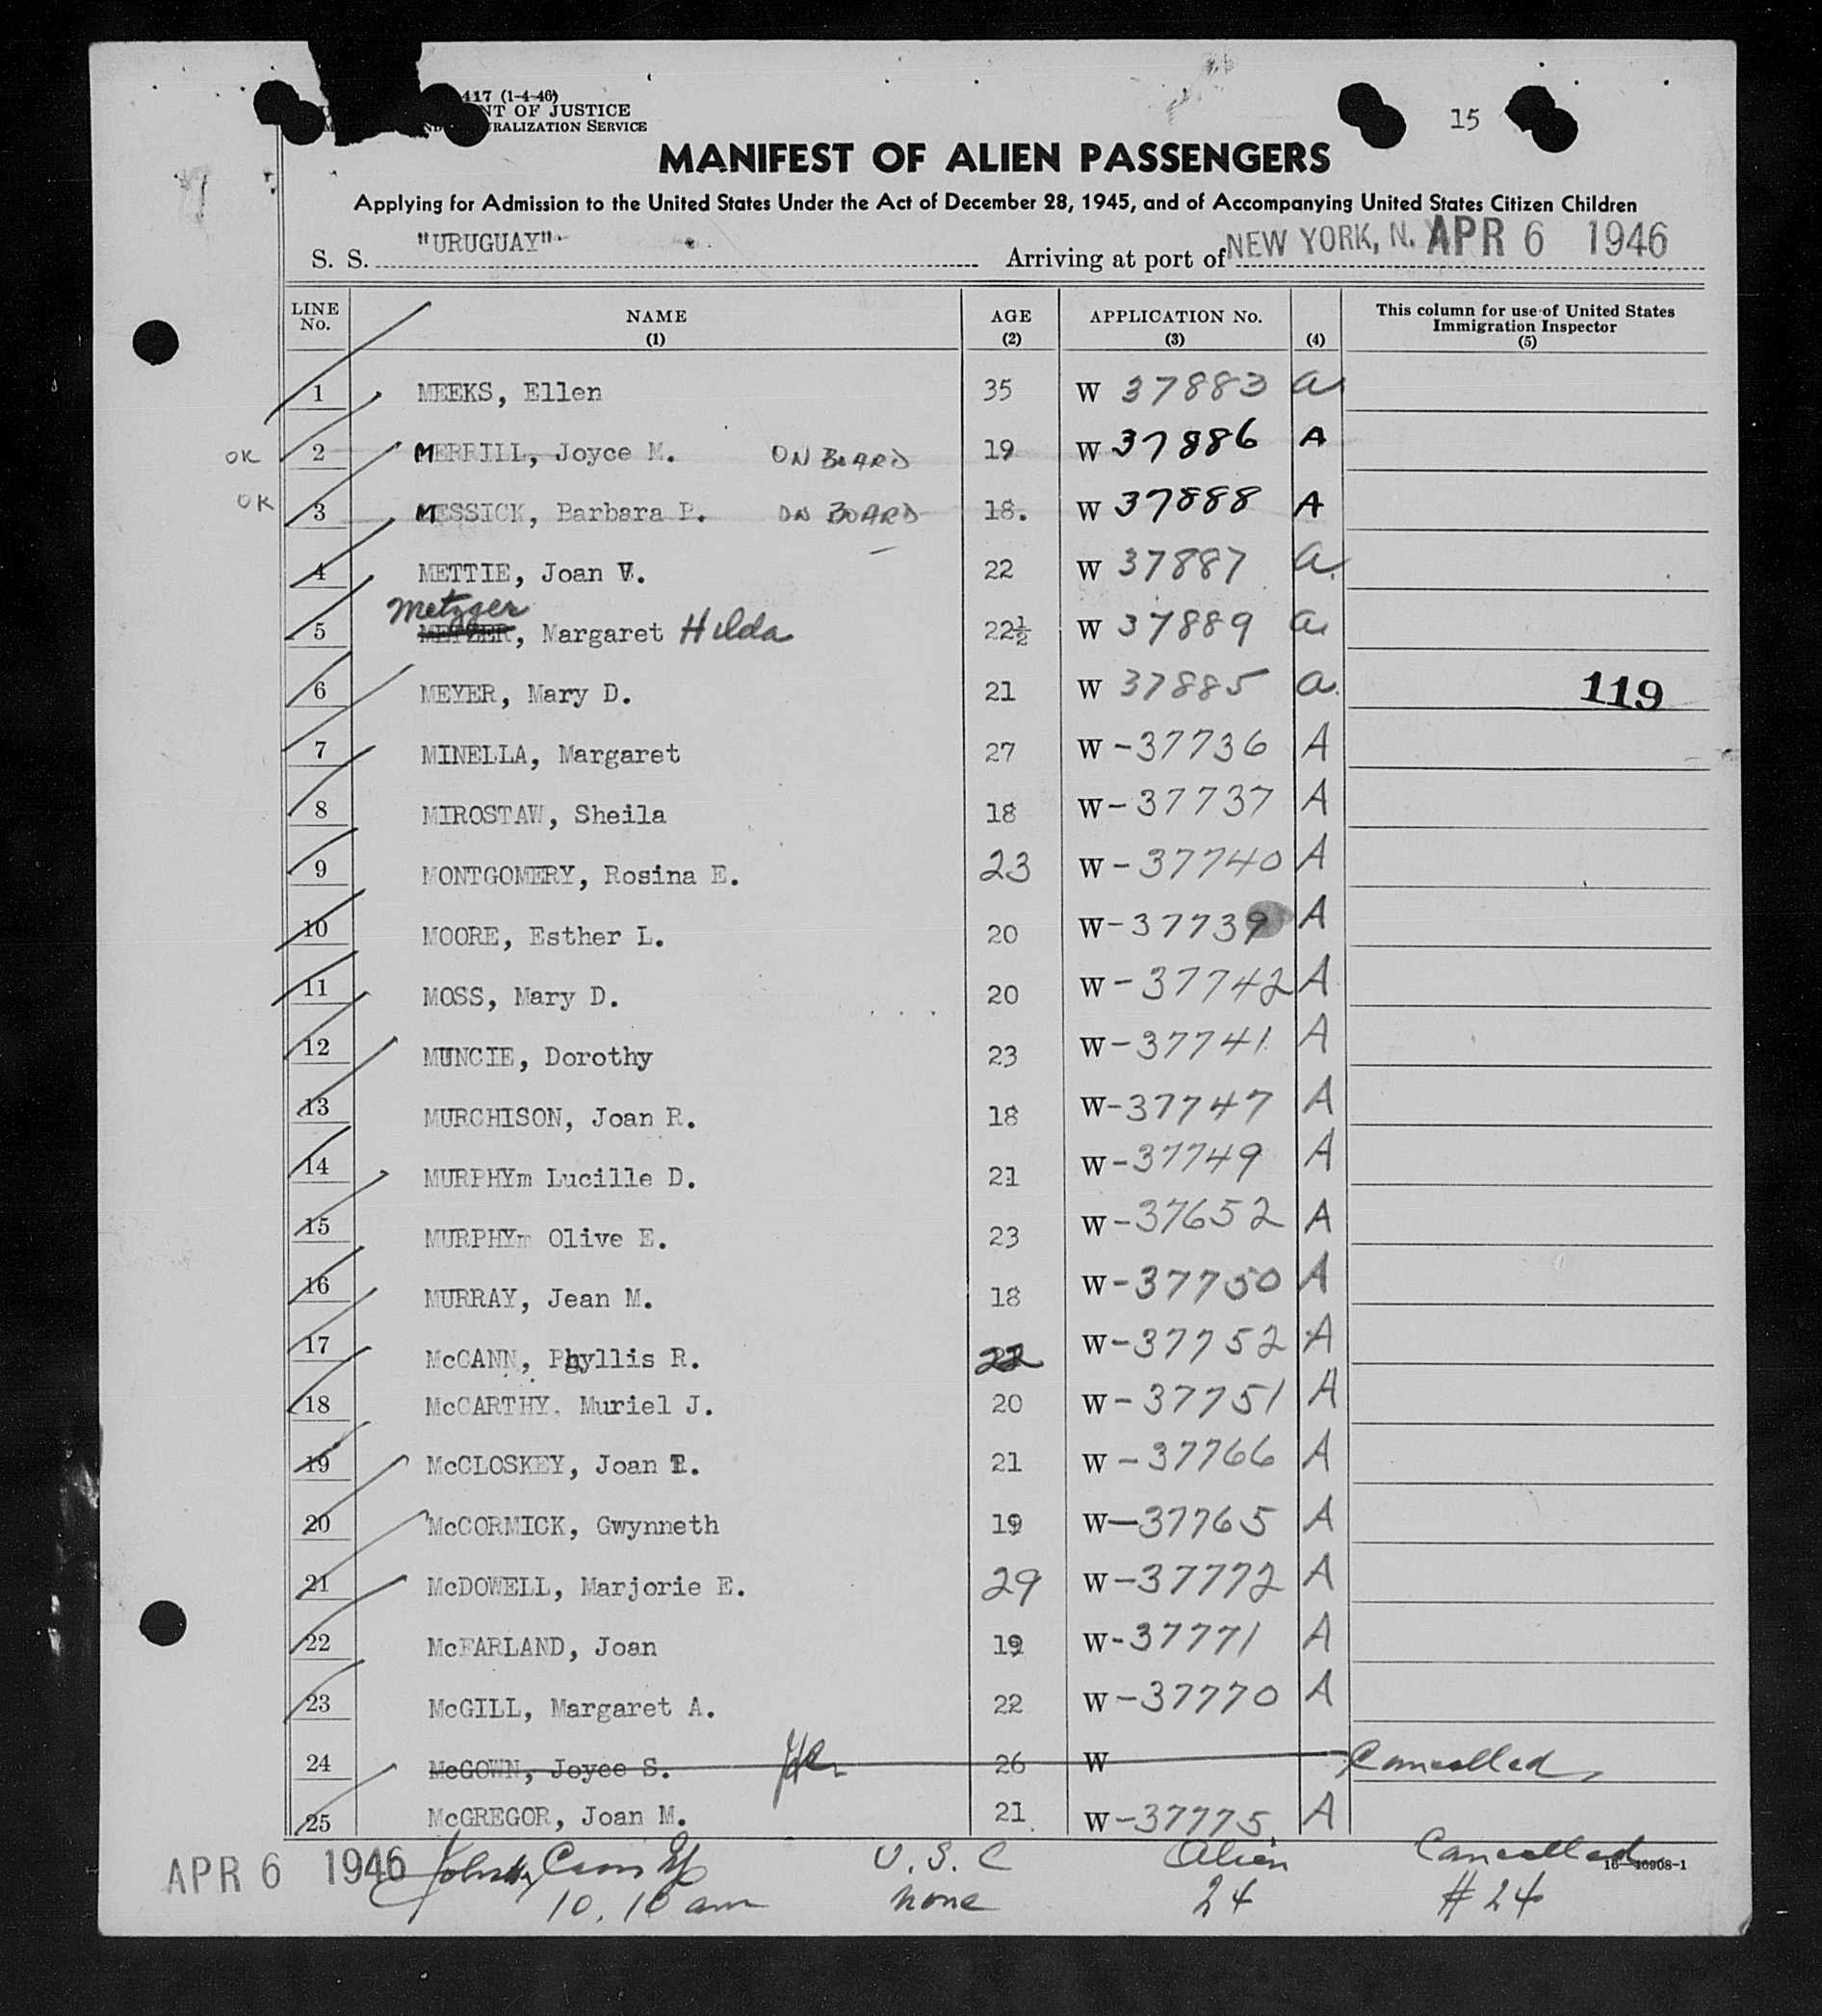 417 (1-4-46)
NT OF JUSTICE
RALIZATION SERVICE
15
MANIFEST OF ALIEN PASSENGERS
Applying for Admission to the United States Under the Act of December 28, 1945, and of Accompanying United States Citizen Children
S. S. "URUGUAY" Arriving at port of NEW YORK, N. Y. APR 6 1946
LINE No. NAME (1) AGE (2) APPLICATION No. (3) (4) This column for use of United States Immigration Inspector (5)
1 MEEKS, Ellen 35 W 37883 a
OK 2 MERRILL, Joyce M. ON BOARD 19 W 37886 A
OK 3 MESSICK, Barbara P. ON BOARD 18. W 37888 A
4 METTIE, Joan V. 22 W 37887 a.
Metzger
5 METZER, Margaret Hilda 22½ W 37889 a.
6 MEYER, Mary D. 21 W 37885 a. 119
7 MINELLA, Margaret 27 W-37736 A
8 MIROSTAW, Sheila 18 W-37737 A
9 MONTGOMERY, Rosina E. 23 W-37740 A
10 MOORE, Esther L. 20 W-37739 A
11 MOSS, Mary D. 20 W-37742 A
12 MUNCIE, Dorothy 23 W-37741 A
13 MURCHISON, Joan R. 18 W-37747 A
14 MURPHYm Lucille D. 21 W-37749 A
15 MURPHYm Olive E. 23 W-37652 A
16 MURRAY, Jean M. 18 W-37750 A
17 McCANN, Phyllis R. 22 W-37752 A
18 McCARTHY, Muriel J. 20 W-37751 A
19 McCLOSKEY, Joan 21 W-37766 A
20 McCORMICK, Gwynneth 19 W-37765 A
21 McDOWELL, Marjorie E. 29 W-37772 A
22 McFARLAND, Joan 19 W-37771 A
23 McGILL, Margaret A. 22 W-37770 A
24 McGOWN, Joyce S. 26 W Cancelled
25 McGREGOR, Joan M. 21 W-37775 A
APR 6 1946 U.S.C Alien Cancelled
16—46908-1
10.10 am none 24 #24